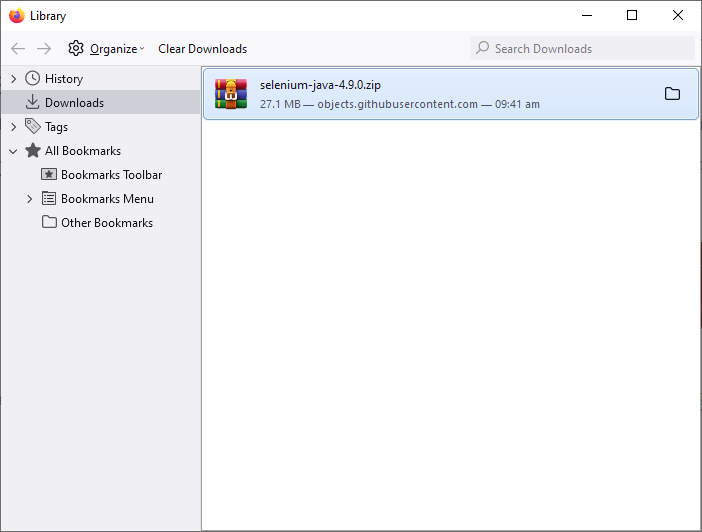 Library
Organize Clear Downloads Search Downloads
History
Downloads
Tags
All Bookmarks
Bookmarks Toolbar
Bookmarks Menu
Other Bookmarks
selenium-java-4.9.0.zip
27.1 MB — objects.githubusercontent.com — 09:41 am